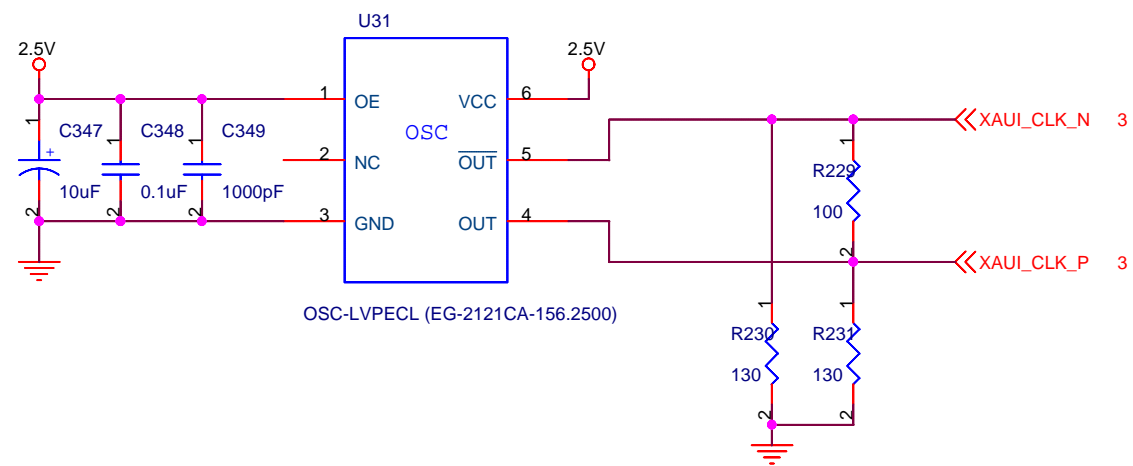 U31
2.5V
2.5V
1
OE
VCC
6
1
C347
1
C348
1
C349
OSC
XAUI_CLK_N 3
+
2
NC
OUT
5
1
R229
10uF
0.1uF
1000pF
100
2
2
2
3
GND
OUT
4
2
XAUI_CLK_P 3
OSC-LVPECL (EG-2121CA-156.2500)
1
1
R230
R231
130
130
2
2